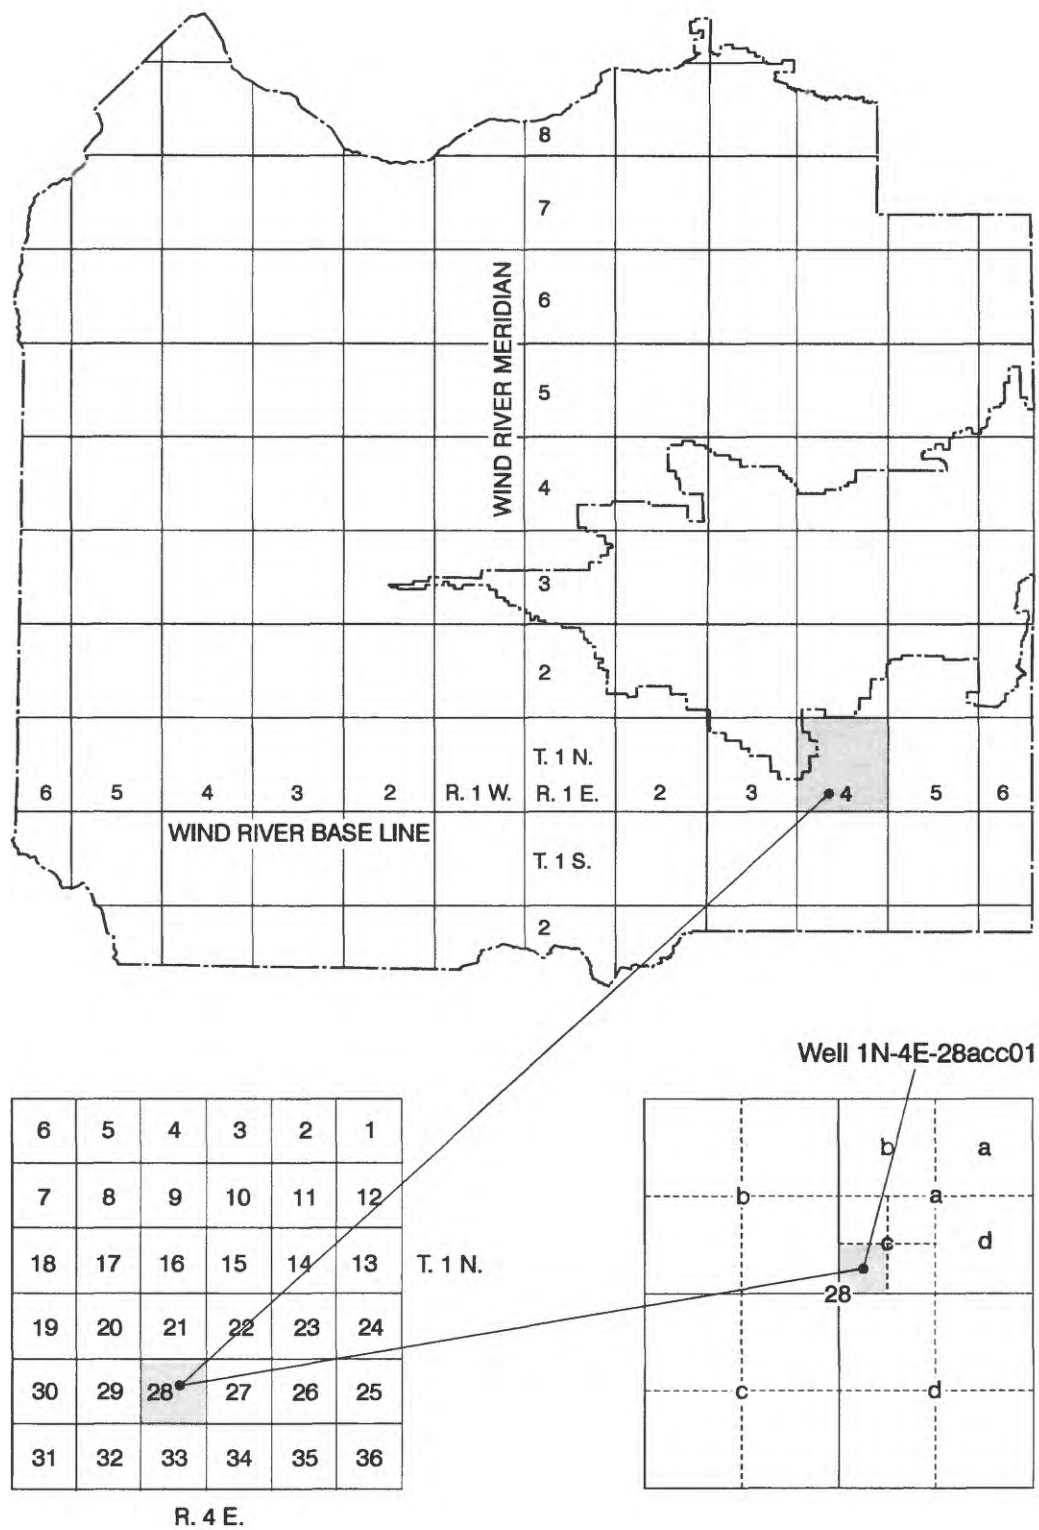 8
7
6
WIND RIVER MERIDIAN
5
4
3
2
T. 1 N.
6 5 4 3 2 R. 1 W. R. 1 E. 2 3 4 5 6
WIND RIVER BASE LINE
T. 1 S.
2
Well 1N-4E-28acc01
6 5 4 3 2 1
7 8 9 10 11 12
18 17 16 15 14 13
T. 1 N.
19 20 21 22 23 24
30 29 28 27 26 25
31 32 33 34 35 36
R. 4 E.
b a
b a
c d
28
c d